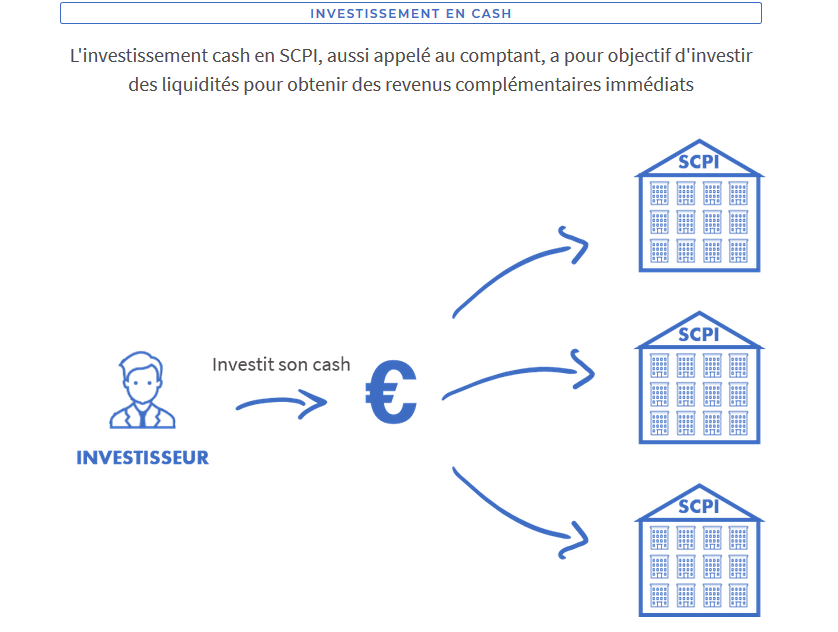 INVESTISSEMENT EN CASH
L'investissement cash en SCPI, aussi appelé au comptant, a pour objectif d'investir
des liquidités pour obtenir des revenus complémentaires immédiats
SCPI
SCPI
Investit son cash
€
INVESTISSEUR
SCPI